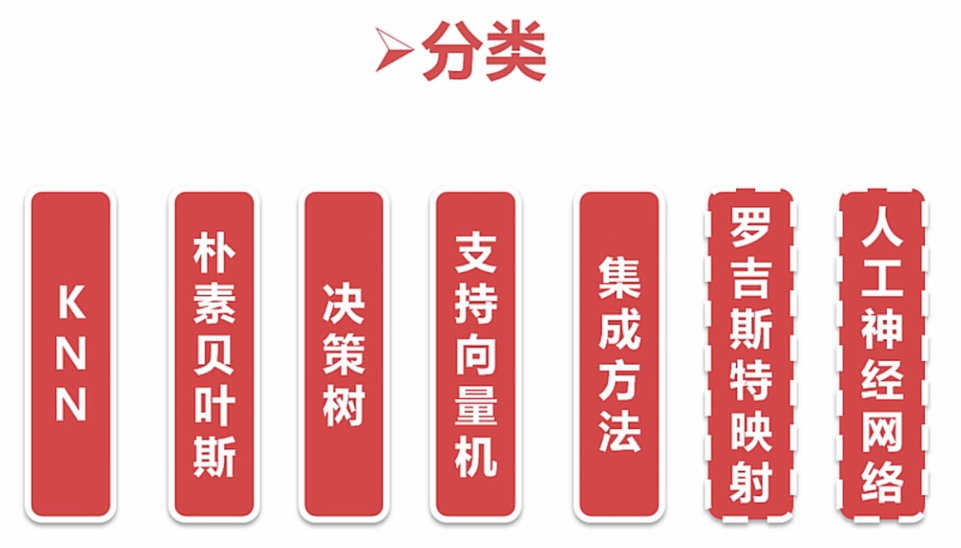 分类
KNN
朴素贝叶斯
决策树
支持向量机
集成方法
罗吉斯特映射
人工神经网络